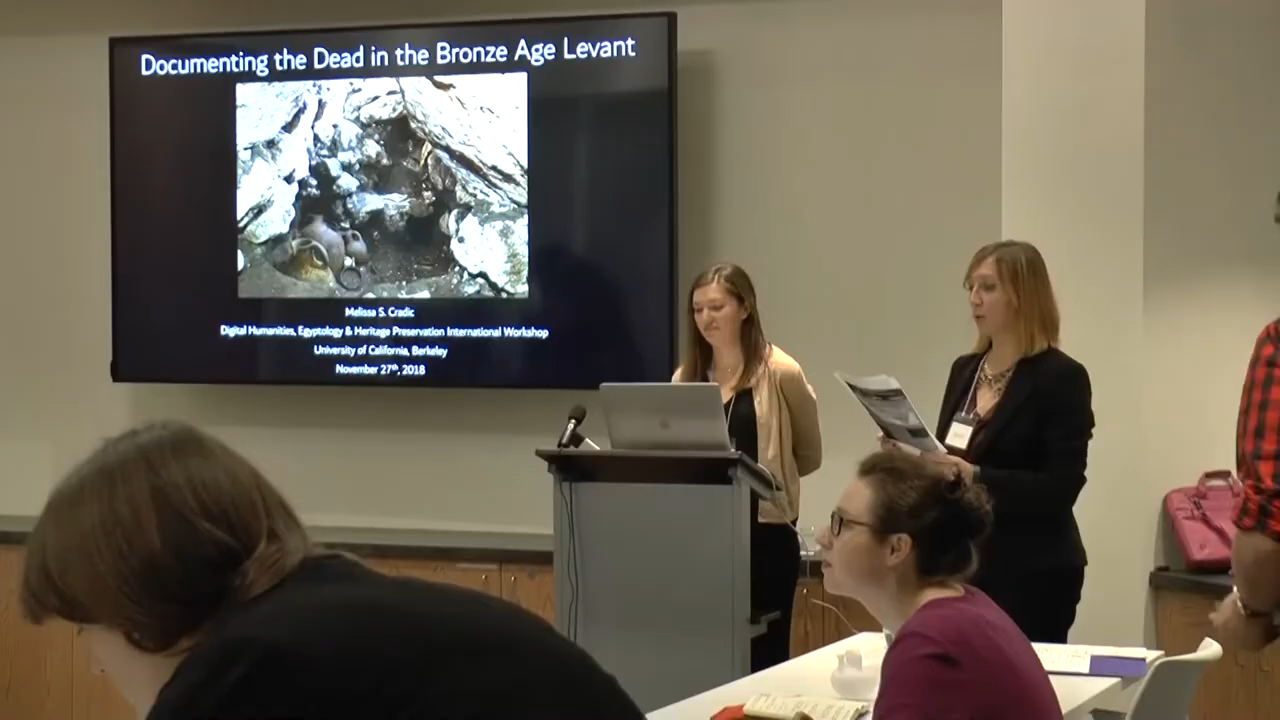 Documenting the Dead in the Bronze Age Levant
Melissa S. Cradic
Digital Humanities, Egyptology & Heritage Preservation International Workshop
University of California, Berkeley
November 27th, 2018